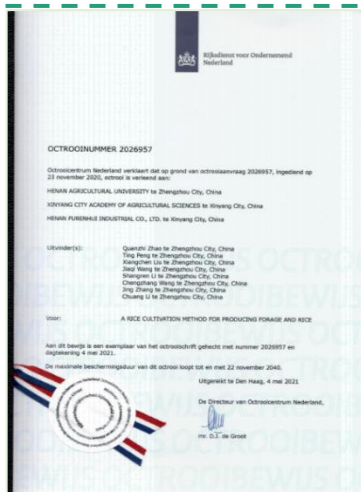 Rijksdienst voor Ondernemend
Nederland
OCTROOINUMMER 2026957
Octrooicentrum Nederland verklaart dat op grond van octrooiaanvraag 2026957, ingediend op
23 november 2020, octrooi is verleend aan:
HENAN AGRICULTURAL UNIVERSITY te Zhengzhou City, China
XINYANG CITY ACADEMY OF AGRICULTURAL SCIENCES te Xinyang City, China
HENAN FURENHUI INDUSTRIAL CO., LTD. te Xinyang City, China
Uitvinder(s): Quanzhi Zhao te Zhengzhou City, China
Ting Peng te Zhengzhou City, China
Xiangchen Liu te Zhengzhou City, China
Jiaqi Wang te Zhengzhou City, China
Shangren Li te Zhengzhou City, China
Chengzhang Wang te Zhengzhou City, China
Jing Zhang te Zhengzhou City, China
Chuang Li te Zhengzhou City, China
Voor: A RICE CULTIVATION METHOD FOR PRODUCING FORAGE AND RICE
Aan dit bewijs is een exemplaar van het octrooischrift gehecht met nummer 2026957 en
dagtekening 4 mei 2021.
De maximale beschermingsduur van dit octrooi loopt tot en met 22 november 2040.
Uitgereikt te Den Haag, 4 mei 2021
De Directeur van Octrooicentrum Nederland,
mr. D.J. de Groot